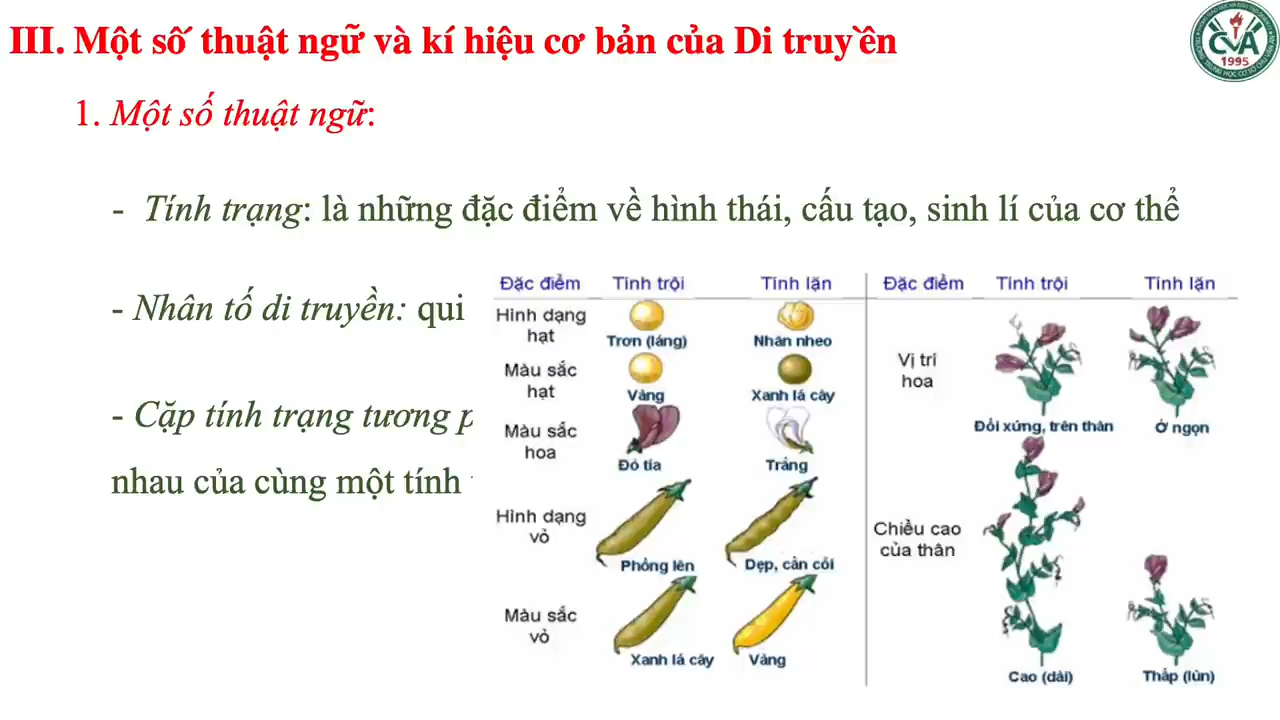 III. Một số thuật ngữ và kí hiệu cơ bản của Di truyền
CVA
1995
1. Một số thuật ngữ:
- Tính trạng: là những đặc điểm về hình thái, cấu tạo, sinh lí của cơ thể
- Nhân tố di truyền: qui
- Cặp tính trạng tương
nhau của cùng một tính
Đặc điểm Tính trội Tính lặn
Hình dạng hạt
Trơn (láng) Nhăn nheo
Màu sắc hạt
Vàng Xanh lá cây
Màu sắc hoa
Đỏ tía Trắng
Hình dạng vỏ
Phồng lên Dẹp, cằn cỗi
Màu sắc vỏ
Xanh lá cây Vàng
Đặc điểm Tính trội Tính lặn
Vị trí hoa
Đối xứng, trên thân Ở ngọn
Chiều cao của thân
Cao (dài) Thấp (lùn)